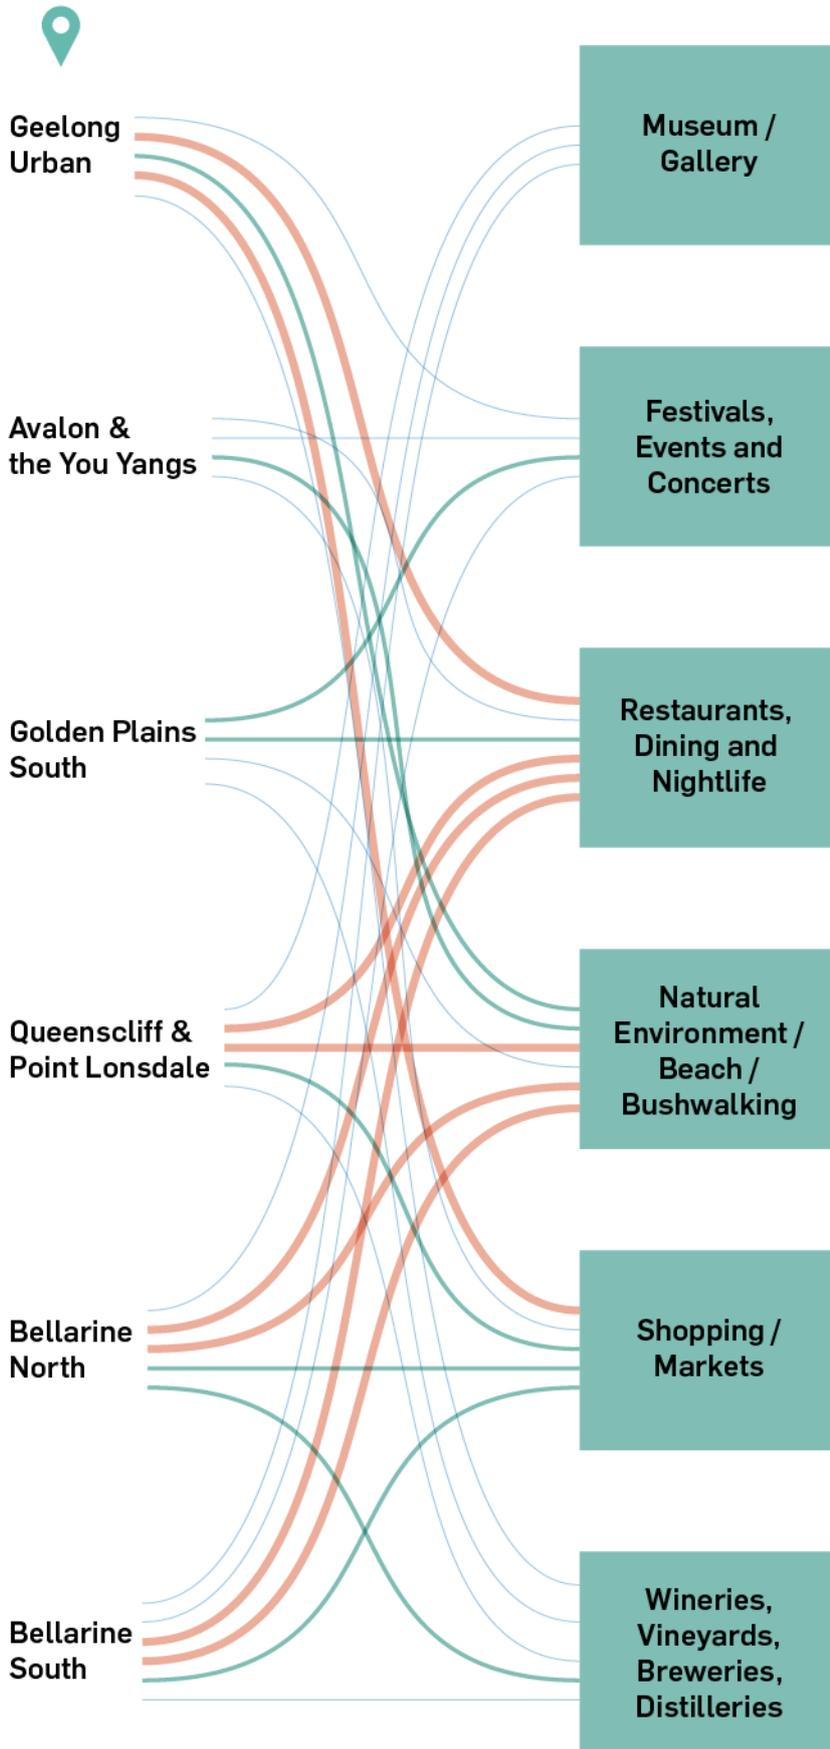 Geelong
Urban
Avalon &
the You Yangs
Golden Plains
South
Queenscliff &
Point Lonsdale
Bellarine
North
Bellarine
South
Museum /
Gallery
Festivals,
Events and
Concerts
Restaurants,
Dining and
Nightlife
Natural
Environment /
Beach /
Bushwalking
Shopping /
Markets
Wineries,
Vineyards,
Breweries,
Distilleries